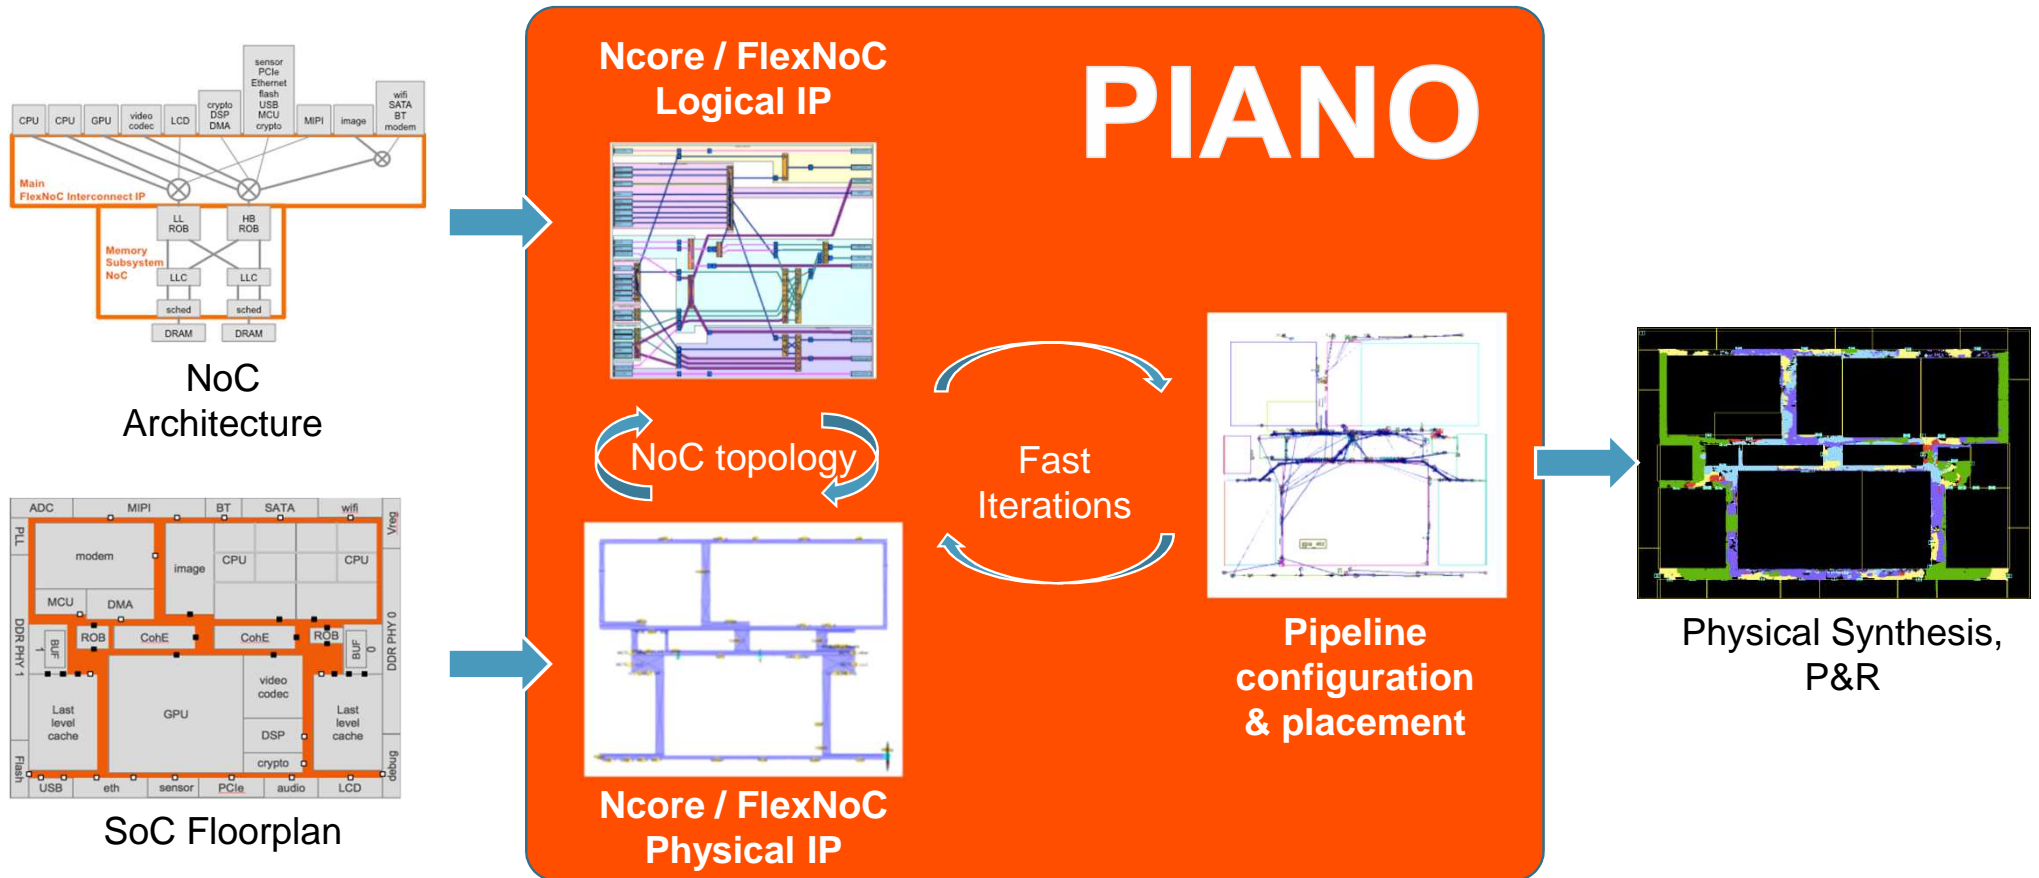 sensor
PCIe
Ethernet
flash
USB
MCU
crypto
wifi
SATA
BT
modem
crypto
DSP
DMA
CPU
CPU
GPU
video
codec
LCD
MIPI
image
Main
FlexNoC Interconnect IP
LL
ROB
HB
ROB
Memory
Subsystem
NoC
LLC
LLC
sched
sched
DRAM
DRAM
NoC
Architecture
ADC
MIPI
BT
SATA
wifi
PLL
Vreg
modem
image
CPU
CPU
MCU
DMA
DDR PHY 1
DDR PHY 0
BUF
1
ROB
CohE
CohE
ROB
BUF
0
Last
level
cache
GPU
video
codec
DSP
crypto
Last
level
cache
Flash
debug
USB
eth
sensor
PCIe
audio
LCD
SoC Floorplan
PIANO
Ncore / FlexNoC
Logical IP
NoC topology
Fast
Iterations
Ncore / FlexNoC
Physical IP
Pipeline
configuration
& placement
Physical Synthesis,
P&R